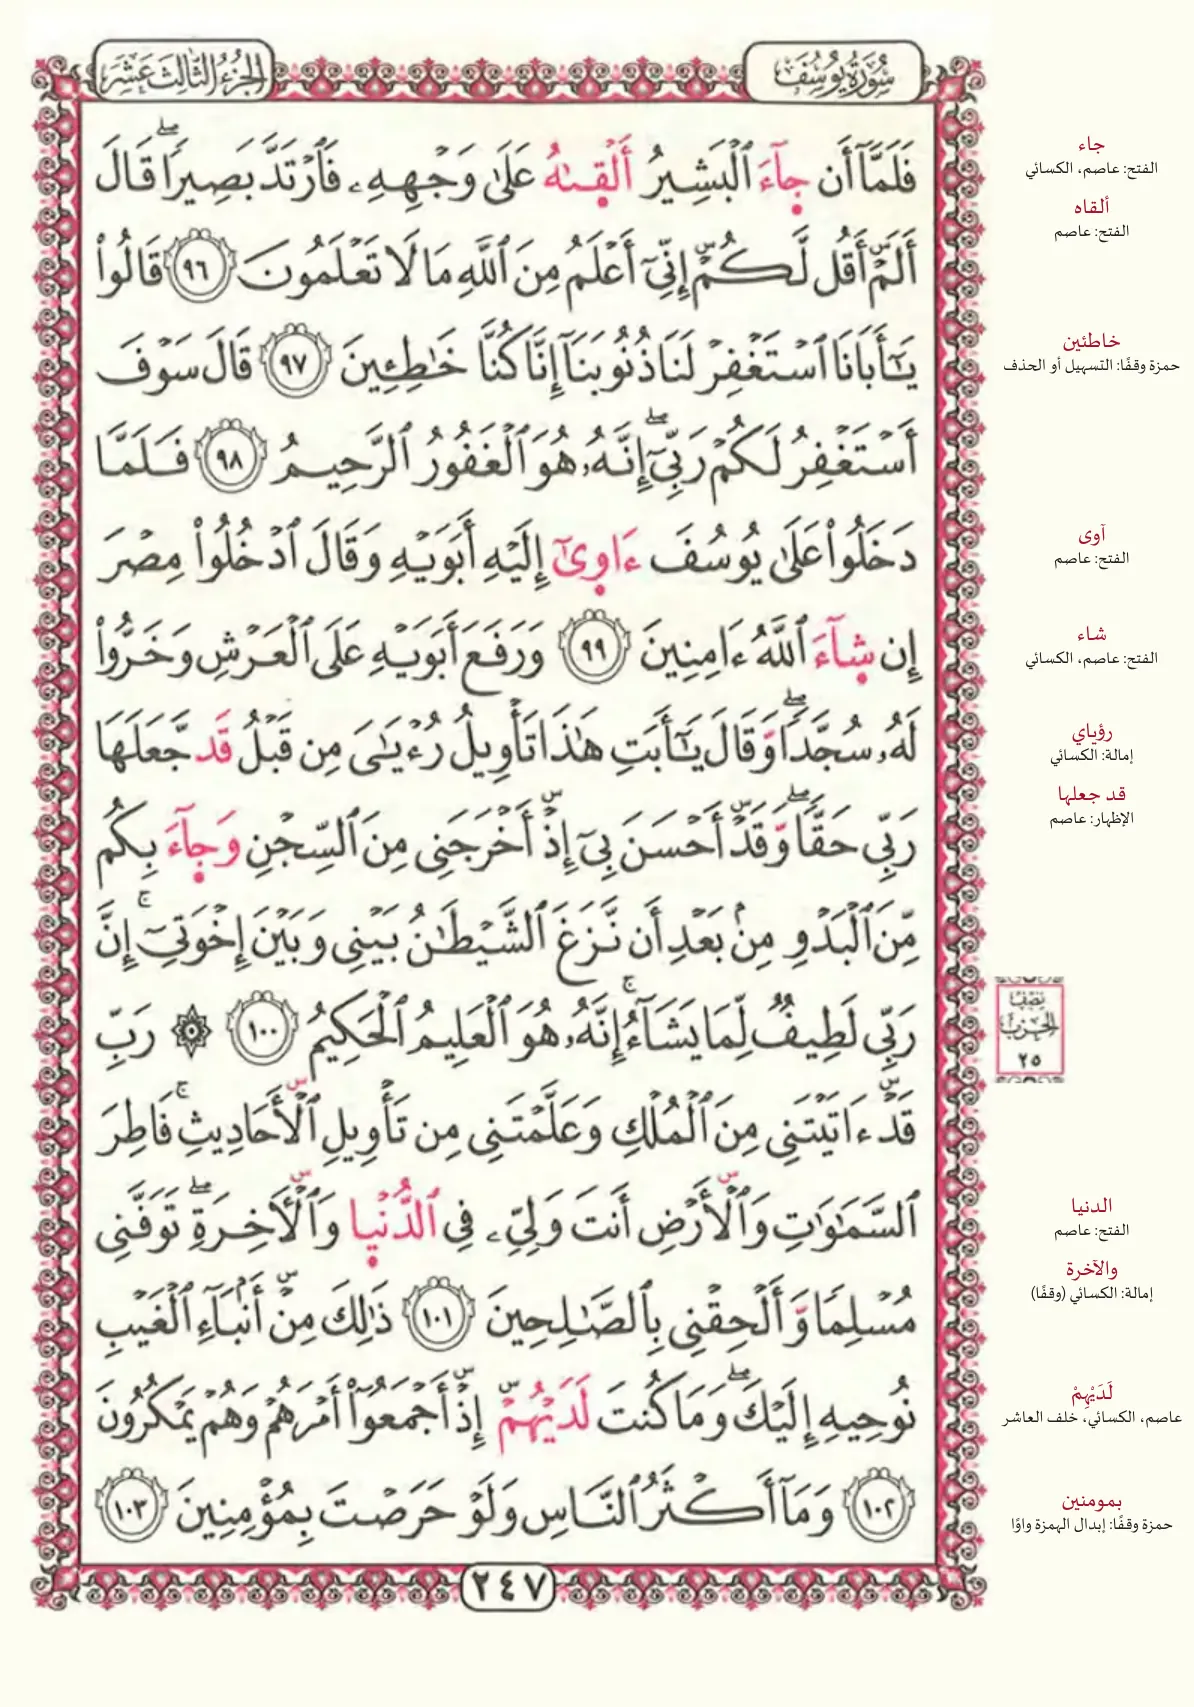 سُورَةُ يُوسُفَ
الجُزْءُ الثَّالِثَ عَشَرَ
فَلَمَّآ أَن جِآءَ ٱلْبَشِيرُ أَلْقِىٰهُ عَلَىٰ وَجْهِهِۦ فَٱرْتَدَّ بَصِيرًاۖ قَالَ
أَلَمْ أَقُل لَّكُمْ إِنِّىٓ أَعْلَمُ مِنَ ٱللَّهِ مَا لَا تَعْلَمُونَ ٩٦ قَالُوا۟
يَٰٓأَبَانَا ٱسْتَغْفِرْ لَنَا ذُنُوبَنَآ إِنَّا كُنَّا خَٰطِـِٔينَ ٩٧ قَالَ سَوْفَ
أَسْتَغْفِرُ لَكُمْ رَبِّىٓۖ إِنَّهُۥ هُوَ ٱلْغَفُورُ ٱلرَّحِيمُ ٩٨ فَلَمَّا
دَخَلُوا۟ عَلَىٰ يُوسُفَ ءَاوِىٰٓ إِلَيْهِ أَبَوَيْهِ وَقَالَ ٱدْخُلُوا۟ مِصْرَ
إِن شِآءَ ٱللَّهُ ءَامِنِينَ ٩٩ وَرَفَعَ أَبَوَيْهِ عَلَى ٱلْعَرْشِ وَخَرُّوا۟
لَهُۥ سُجَّدًاۖ وَّقَالَ يَٰٓأَبَتِ هَٰذَا تَأْوِيلُ رُءْيَٰىَ مِن قَبْلُ قَد جَّعَلَهَا
رَبِّى حَقًّاۖ وَّقَدْ أَحْسَنَ بِىٓ إِذْ أَخْرَجَنِى مِنَ ٱلسِّجْنِ وَجِآءَ بِكُم
مِّنَ ٱلْبَدْوِ مِنۢ بَعْدِ أَن نَّزَغَ ٱلشَّيْطَٰنُ بَيْنِى وَبَيْنَ إِخْوَتِىٓۚ إِنَّ
رَبِّى لَطِيفٌ لِّمَا يَشَآءُۚ إِنَّهُۥ هُوَ ٱلْعَلِيمُ ٱلْحَكِيمُ ١٠٠ ۞ رَبِّ
قَدْ ءَاتَيْتَنِى مِنَ ٱلْمُلْكِ وَعَلَّمْتَنِى مِن تَأْوِيلِ ٱلْأَحَادِيثِۚ فَاطِرَ
ٱلسَّمَٰوَٰتِ وَٱلْأَرْضِ أَنتَ وَلِىِّۦ فِى ٱلدُّنْيِا وَٱلْأَخِرَةِۖ تَوَفَّنِى
مُسْلِمًا وَّأَلْحِقْنِى بِٱلصَّٰلِحِينَ ١٠١ ذَٰلِكَ مِنْ أَنۢبَآءِ ٱلْغَيْبِ
نُوحِيهِ إِلَيْكَۖ وَمَا كُنتَ لَدَيْهُمْ إِذْ أَجْمَعُوٓا۟ أَمْرَهُمْ وَهُمْ يَمْكُرُونَ
١٠٢ وَمَآ أَكْثَرُ ٱلنَّاسِ وَلَوْ حَرَصْتَ بِمُؤْمِنِينَ ١٠٣
٢٤٧
جاء
الفتح: عاصم، الكسائي
ألقاه
الفتح: عاصم
خاطئين
حمزة وقفًا: التسهيل أو الحذف
آوى
الفتح: عاصم
شاء
الفتح: عاصم، الكسائي
رؤياي
إمالة: الكسائي
قد جعلها
الإظهار: عاصم
نصف
الحزب
٢٥
الدنيا
الفتح: عاصم
والآخرة
إمالة: الكسائي (وقفًا)
لَدَيْهِمْ
عاصم، الكسائي، خلف العاشر
بمومنين
حمزة وقفًا: إبدال الهمزة واوًا